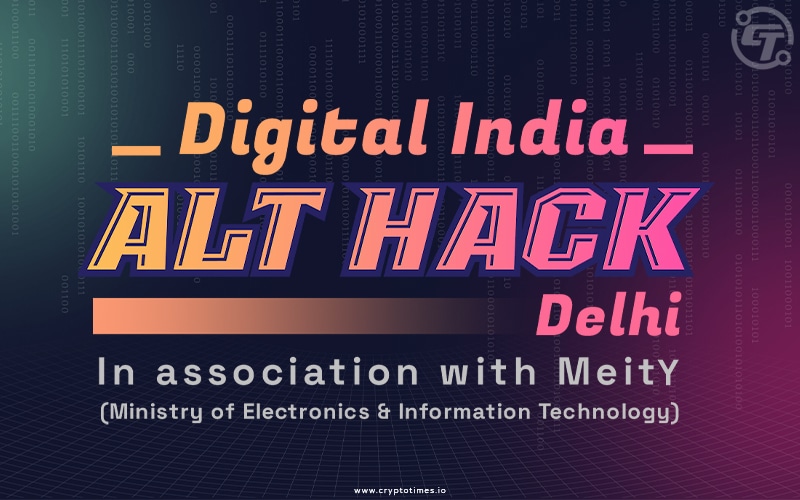 Digital India
ALT HACK
Delhi
In association with MeitY
(Ministry of Electronics & Information Technology)
www.cryptotimes.io